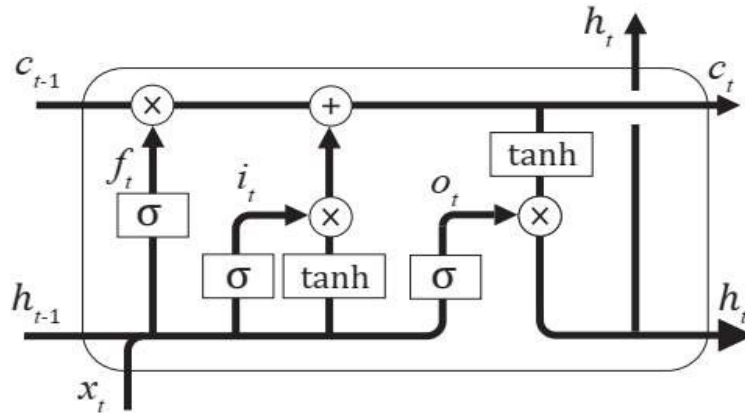 h_t
c_{t-1} × + c_t
tanh
f_t i_t o_t
σ × ×
σ tanh σ
h_{t-1} h_t
x_t